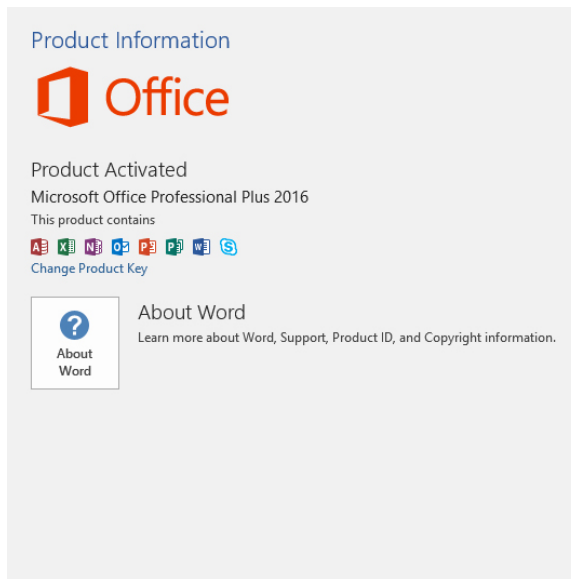 Product Information
Office
Product Activated
Microsoft Office Professional Plus 2016
This product contains
Change Product Key
About Word
About Word
Learn more about Word, Support, Product ID, and Copyright information.